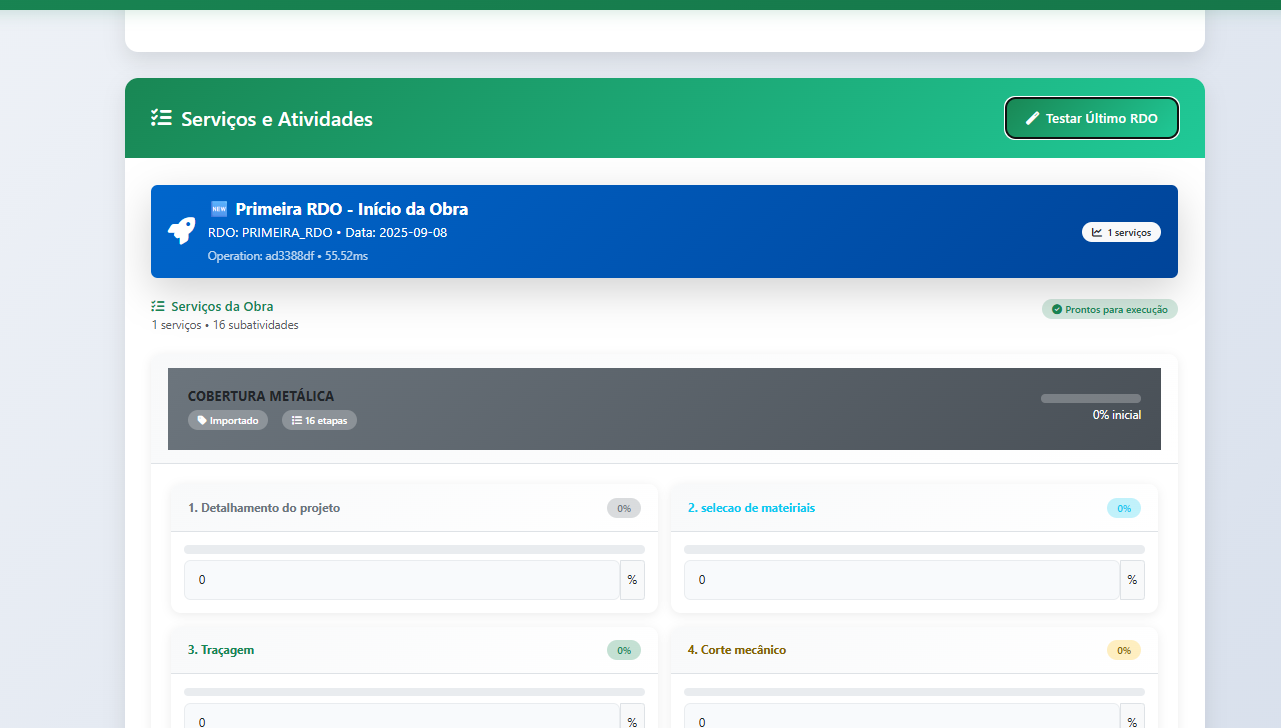 Serviços e Atividades
Testar Último RDO
NEW Primeira RDO - Início da Obra
RDO: PRIMEIRA_RDO • Data: 2025-09-08
Operation: ad3388df • 55.52ms
1 serviços
Serviços da Obra
1 serviços • 16 subatividades
Prontos para execução
COBERTURA METÁLICA
Importado
16 etapas
0% inicial
1. Detalhamento do projeto
0%
0
%
2. selecao de mateiriais
0%
0
%
3. Traçagem
0%
0
%
4. Corte mecânico
0%
0
%